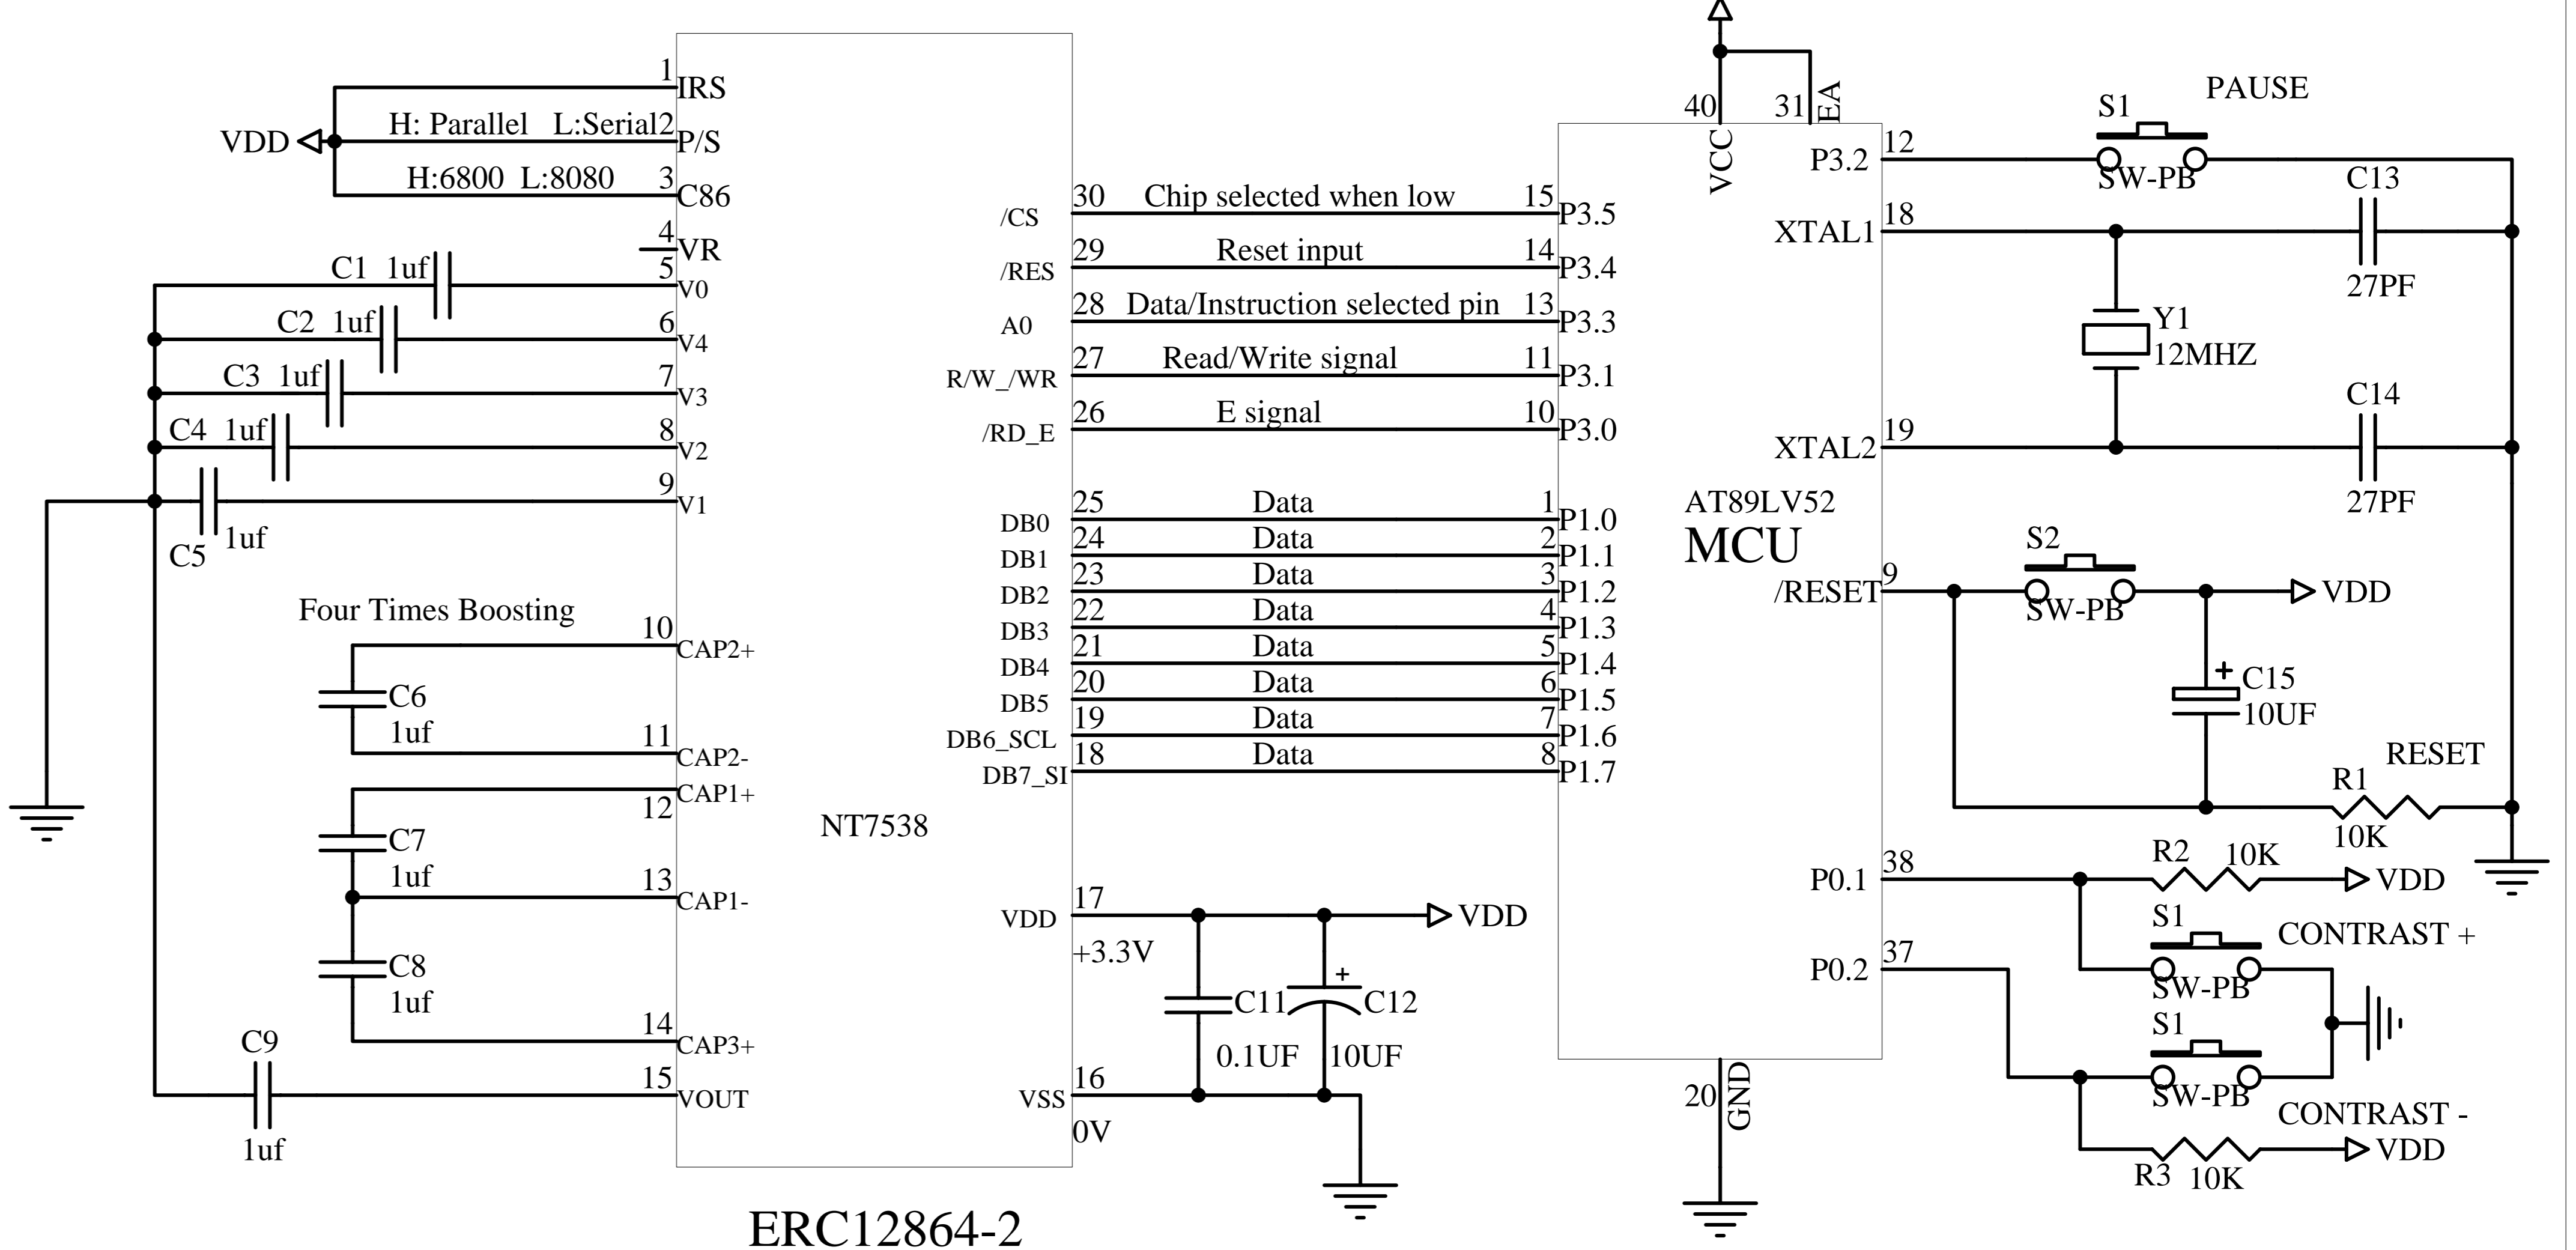 1
IRS
VDD
H: Parallel L:Serial
2
P/S
H:6800 L:8080
3
C86
4
VR
C1 1uf
5
V0
C2 1uf
6
V4
C3 1uf
7
V3
C4 1uf
8
V2
9
V1
C5 1uf
Four Times Boosting
10
CAP2+
C6
1uf
11
CAP2-
CAP1+
12
C7
1uf
13
CAP1-
C8
1uf
14
CAP3+
C9
15
VOUT
1uf
NT7538
ERC12864-2
/CS
30
Chip selected when low
15
P3.5
/RES
29
Reset input
14
P3.4
A0
28
Data/Instruction selected pin
13
P3.3
R/W_/WR
27
Read/Write signal
11
P3.1
/RD_E
26
E signal
10
P3.0
DB0
25
Data
1
P1.0
DB1
24
Data
2
P1.1
DB2
23
Data
3
P1.2
DB3
22
Data
4
P1.3
DB4
21
Data
5
P1.4
DB5
20
Data
6
P1.5
DB6_SCL
19
Data
7
P1.6
DB7_SI
18
Data
8
P1.7
VDD
17
VDD
+3.3V
C11
0.1UF
C12
+
10UF
VSS
16
0V
40
VCC
31
EA
AT89LV52
MCU
20
GND
P3.2
12
S1
PAUSE
SW-PB
XTAL1
18
C13
27PF
Y1
12MHZ
XTAL2
19
C14
27PF
/RESET
9
S2
SW-PB
VDD
+
C15
10UF
RESET
R1
10K
P0.1
38
R2 10K
VDD
S1
CONTRAST +
SW-PB
P0.2
37
S1
SW-PB
CONTRAST -
VDD
R3 10K